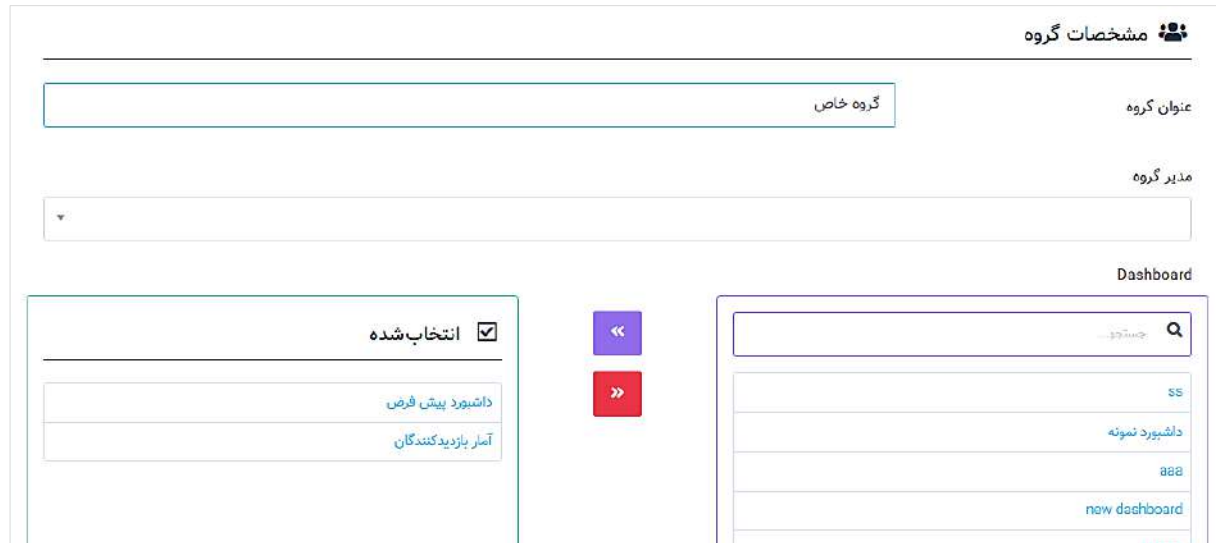 مشخصات گروه
عنوان گروه
گروه خاص
مدیر گروه
Dashboard
جستجو...
ss
داشبورد نمونه
aaa
new dashboard
انتخاب‌شده
داشبورد پیش فرض
آمار بازدیدکنندگان